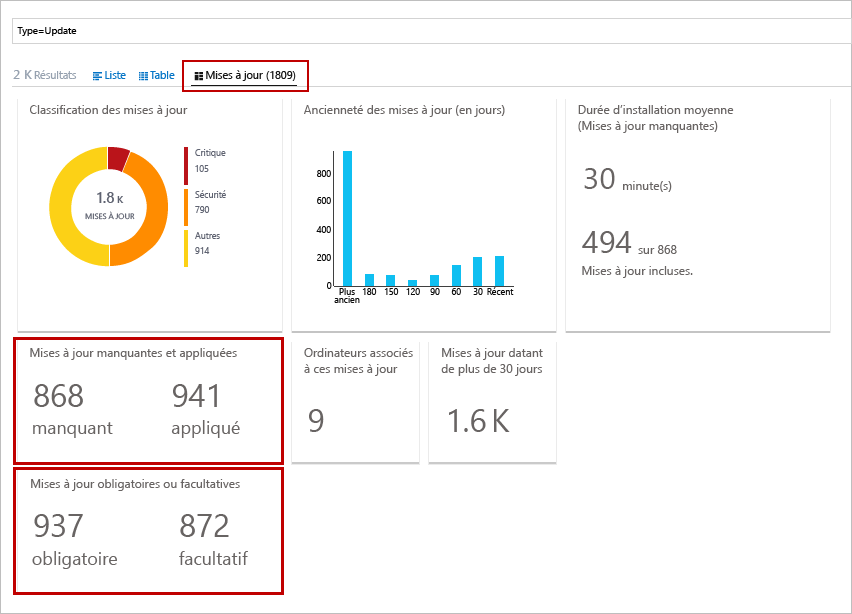 Type=Update
2 K Résultats Liste Table Mises à jour (1809)
Classification des mises à jour
1.8 K
MISES À JOUR
Critique
105
Sécurité
790
Autres
914
Ancienneté des mises à jour (en jours)
800
600
400
200
0
Plus ancien 180 150 120 90 60 30 Récent
Durée d'installation moyenne
(Mises à jour manquantes)
30 minute(s)
494 sur 868
Mises à jour incluses.
Mises à jour manquantes et appliquées
868 941
manquant appliqué
Ordinateurs associés
à ces mises à jour
9
Mises à jour datant
de plus de 30 jours
1.6 K
Mises à jour obligatoires ou facultatives
937 872
obligatoire facultatif